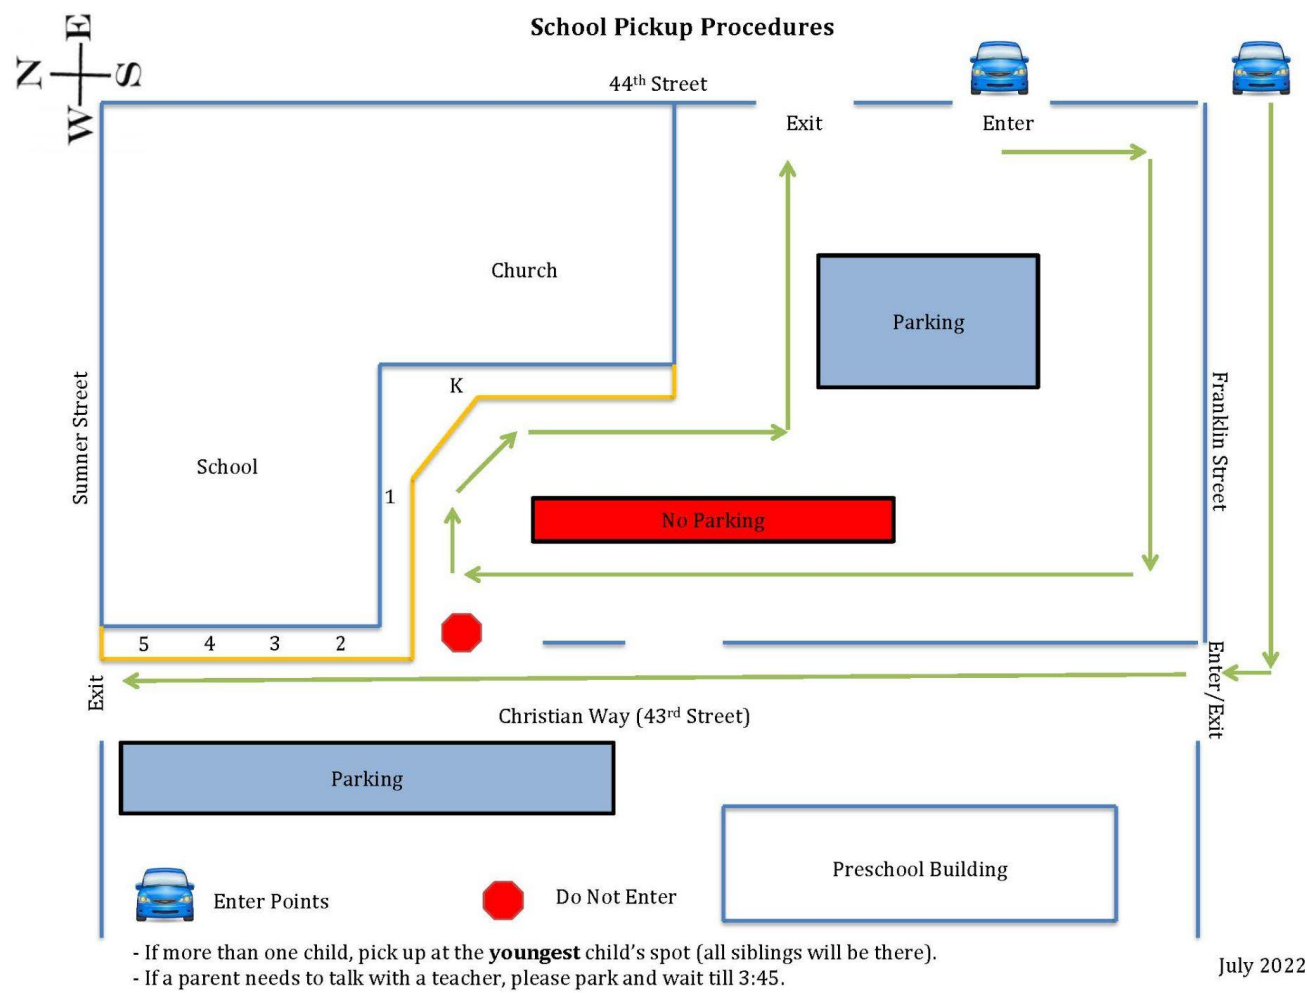 School Pickup Procedures
E
N S
W
44th Street
Exit
Enter
Church
Parking
K
Sumner Street
Franklin Street
School
1
No Parking
5 4 3 2
Exit
Enter/Exit
Christian Way (43rd Street)
Parking
Preschool Building
Enter Points
Do Not Enter
- If more than one child, pick up at the youngest child's spot (all siblings will be there).
- If a parent needs to talk with a teacher, please park and wait till 3:45.
July 2022